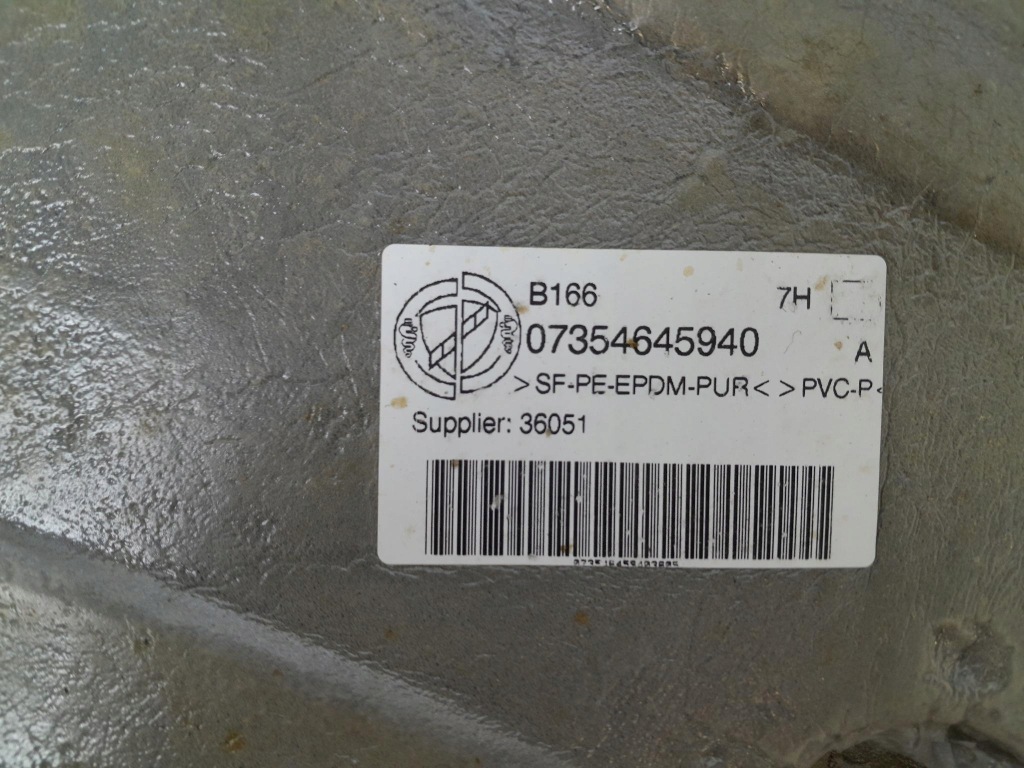 B166 7H
07354645940
A
>SF-PE-EPDM-PUR< >PVC-P<
Supplier: 36051